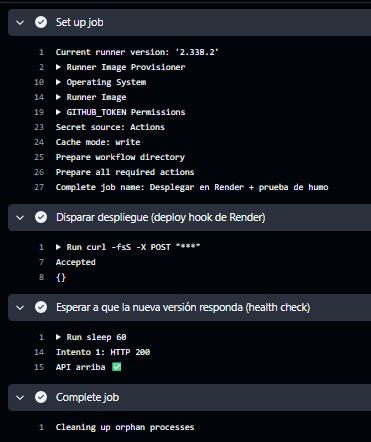 Set up job
1 Current runner version: '2.338.2'
2 ▶ Runner Image Provisioner
10 ▶ Operating System
14 ▶ Runner Image
19 ▶ GITHUB_TOKEN Permissions
23 Secret source: Actions
24 Cache mode: write
25 Prepare workflow directory
26 Prepare all required actions
27 Complete job name: Desplegar en Render + prueba de humo
Disparar despliegue (deploy hook de Render)
1 ▶ Run curl -fsS -X POST "***"
7 Accepted
8 {}
Esperar a que la nueva versión responda (health check)
1 ▶ Run sleep 60
14 Intento 1: HTTP 200
15 API arriba ✅
Complete job
1 Cleaning up orphan processes